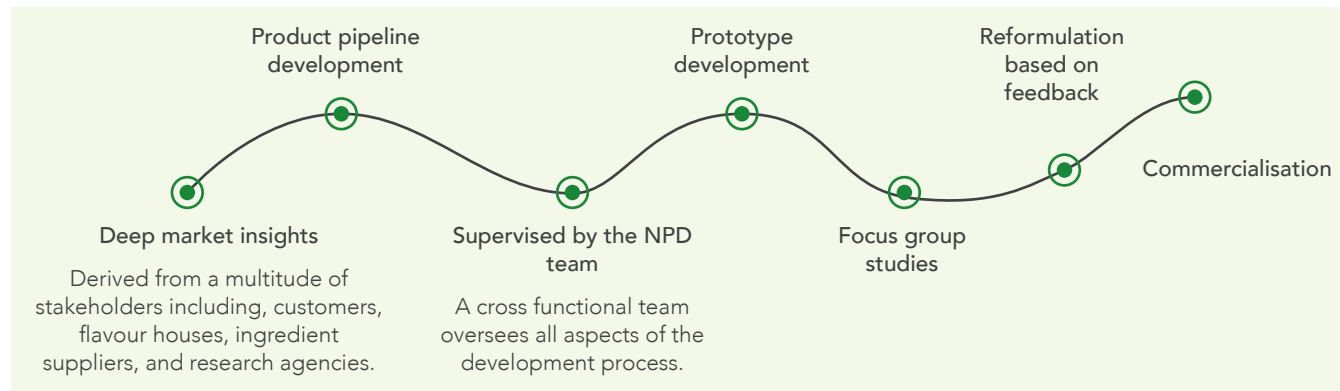 Product pipeline
development
Prototype
development
Reformulation
based on
feedback
Commercialisation
Deep market insights
Derived from a multitude of
stakeholders including, customers,
flavour houses, ingredient
suppliers, and research agencies.
Supervised by the NPD
team
A cross functional team
oversees all aspects of the
development process.
Focus group
studies